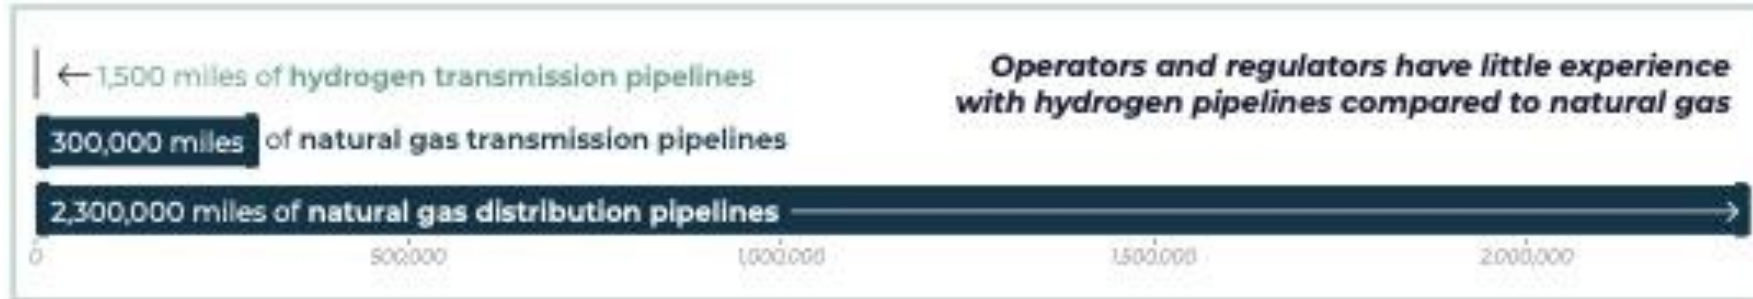 ←1,500 miles of hydrogen transmission pipelines
Operators and regulators have little experience
with hydrogen pipelines compared to natural gas
300,000 miles of natural gas transmission pipelines
2,300,000 miles of natural gas distribution pipelines
0 500,000 1,000,000 1,500,000 2,000,000